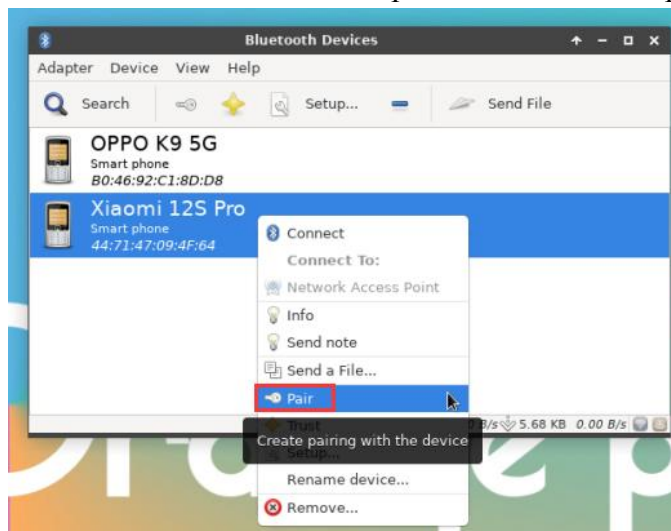 Bluetooth Devices
Adapter Device View Help
Search Setup... Send File
OPPO K9 5G
Smart phone
B0:46:92:C1:8D:D8
Xiaomi 12S Pro
Smart phone
44:71:47:09:4F:64
Connect
Connect To:
Network Access Point
Info
Send note
Send a File...
Pair
Trust
B/s 5.68 KB 0.00 B/s
Create pairing with the device
Setup...
Rename device...
Remove...